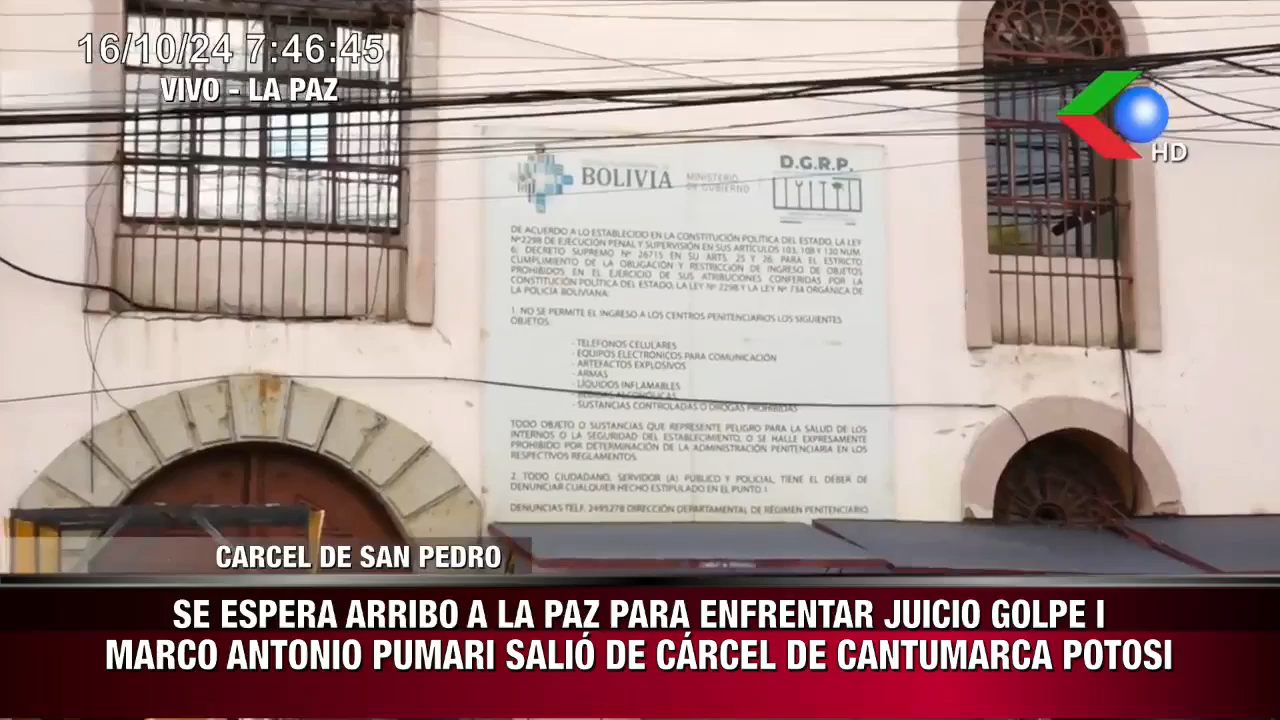 16/10/24 7:46:45
VIVO - LA PAZ
HD
BOLIVIA
MINISTERIO
DE GOBIERNO
D.G.R.P.
DE ACUERDO A LO ESTABLECIDO EN LA CONSTITUCIÓN POLÍTICA DEL ESTADO, LA LEY
Nº2298 DE EJECUCIÓN PENAL Y SUPERVISIÓN EN SUS ARTÍCULOS 103, 108 Y 130 NUM.
6; DECRETO SUPREMO Nº 26715 EN SU ARTS. 25 Y 26, PARA EL ESTRICTO
CUMPLIMIENTO DE LA OBLIGACIÓN Y RESTRICCIÓN DE INGRESO DE OBJETOS
PROHIBIDOS EN EL EJERCICIO DE SUS ATRIBUCIONES CONFERIDAS POR LA
CONSTITUCIÓN POLÍTICA DEL ESTADO, LA LEY Nº 2298 Y LA LEY Nº 734 ORGÁNICA DE
LA POLICIA BOLIVIANA:
1. NO SE PERMITE EL INGRESO A LOS CENTROS PENITENCIARIOS LOS SIGUIENTES
OBJETOS:
- TELEFONOS CELULARES
- EQUIPOS ELECTRÓNICOS PARA COMUNICACIÓN
- ARTEFACTOS EXPLOSIVOS
- ARMAS
- LÍQUIDOS INFLAMABLES
- BEBIDAS ALCOHÓLICAS
- SUSTANCIAS CONTROLADAS O DROGAS PROHIBIDAS
TODO OBJETO O SUSTANCIAS QUE REPRESENTE PELIGRO PARA LA SALUD DE LOS
INTERNOS O LA SEGURIDAD DEL ESTABLECIMIENTO, O SE HALLE EXPRESAMENTE
PROHIBIDO POR DETERMINACIÓN DE LA ADMINISTRACIÓN PENITENCIARIA EN LOS
RESPECTIVOS REGLAMENTOS.
2. TODO CIUDADANO, SERVIDOR (A) PÚBLICO Y POLICIAL, TIENE EL DEBER DE
DENUNCIAR CUALQUIER HECHO ESTIPULADO EN EL PUNTO 1
DENUNCIAS TELF. 2495278 DIRECCIÓN DEPARTAMENTAL DE RÉGIMEN PENITENCIARIO
CARCEL DE SAN PEDRO
SE ESPERA ARRIBO A LA PAZ PARA ENFRENTAR JUICIO GOLPE I
MARCO ANTONIO PUMARI SALIÓ DE CÁRCEL DE CANTUMARCA POTOSI